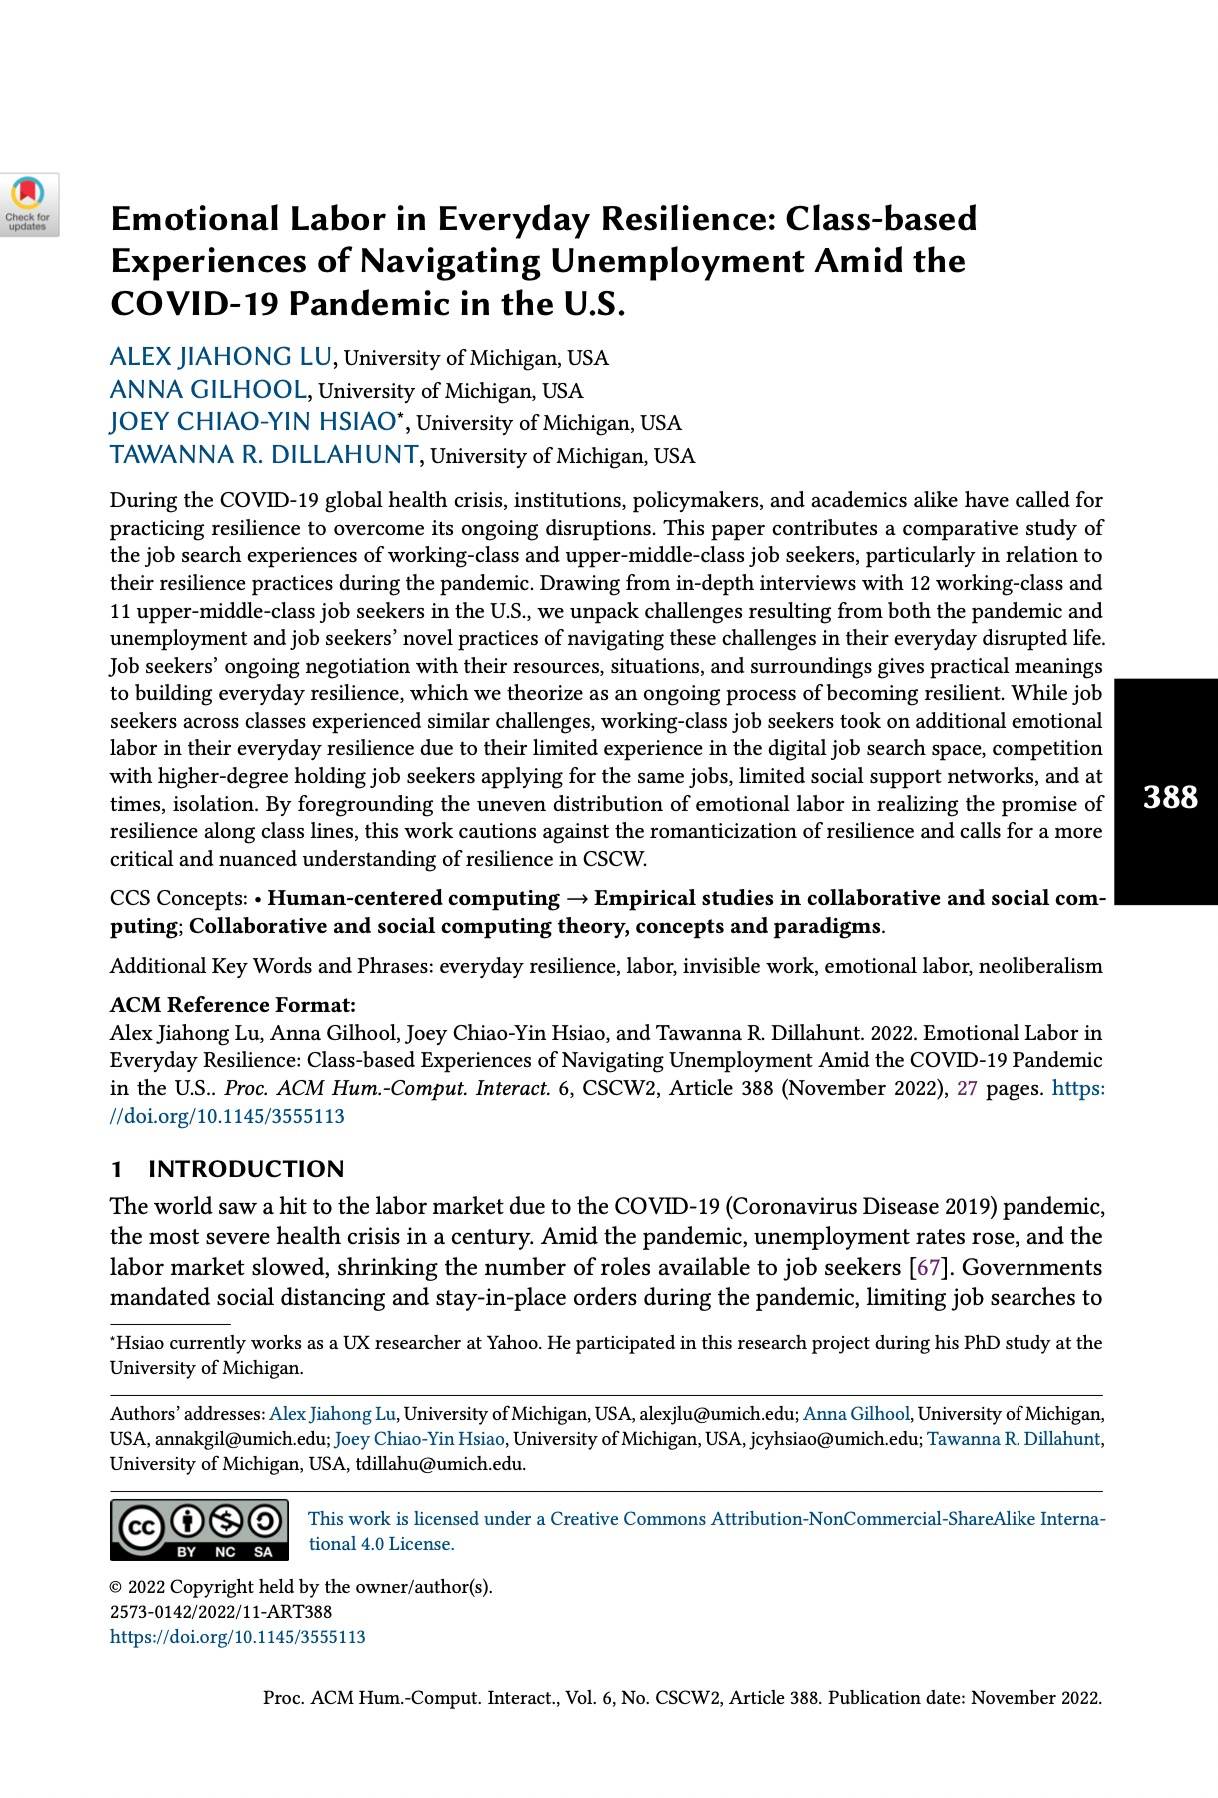 Check for
updates
Emotional Labor in Everyday Resilience: Class-based
Experiences of Navigating Unemployment Amid the
COVID-19 Pandemic in the U.S.
ALEX JIAHONG LU, University of Michigan, USA
ANNA GILHOOL, University of Michigan, USA
JOEY CHIAO-YIN HSIAO*, University of Michigan, USA
TAWANNA R. DILLAHUNT, University of Michigan, USA
During the COVID-19 global health crisis, institutions, policymakers, and academics alike have called for
practicing resilience to overcome its ongoing disruptions. This paper contributes a comparative study of
the job search experiences of working-class and upper-middle-class job seekers, particularly in relation to
their resilience practices during the pandemic. Drawing from in-depth interviews with 12 working-class and
11 upper-middle-class job seekers in the U.S., we unpack challenges resulting from both the pandemic and
unemployment and job seekers' novel practices of navigating these challenges in their everyday disrupted life.
Job seekers' ongoing negotiation with their resources, situations, and surroundings gives practical meanings
to building everyday resilience, which we theorize as an ongoing process of becoming resilient. While job
seekers across classes experienced similar challenges, working-class job seekers took on additional emotional
labor in their everyday resilience due to their limited experience in the digital job search space, competition
with higher-degree holding job seekers applying for the same jobs, limited social support networks, and at
times, isolation. By foregrounding the uneven distribution of emotional labor in realizing the promise of
resilience along class lines, this work cautions against the romanticization of resilience and calls for a more
critical and nuanced understanding of resilience in CSCW.
388
CCS Concepts: • Human-centered computing → Empirical studies in collaborative and social com-
puting; Collaborative and social computing theory, concepts and paradigms.
Additional Key Words and Phrases: everyday resilience, labor, invisible work, emotional labor, neoliberalism
ACM Reference Format:
Alex Jiahong Lu, Anna Gilhool, Joey Chiao-Yin Hsiao, and Tawanna R. Dillahunt. 2022. Emotional Labor in
Everyday Resilience: Class-based Experiences of Navigating Unemployment Amid the COVID-19 Pandemic
in the U.S.. Proc. ACM Hum.-Comput. Interact. 6, CSCW2, Article 388 (November 2022), 27 pages. https:
//doi.org/10.1145/3555113
1 INTRODUCTION
The world saw a hit to the labor market due to the COVID-19 (Coronavirus Disease 2019) pandemic,
the most severe health crisis in a century. Amid the pandemic, unemployment rates rose, and the
labor market slowed, shrinking the number of roles available to job seekers [67]. Governments
mandated social distancing and stay-in-place orders during the pandemic, limiting job searches to
*Hsiao currently works as a UX researcher at Yahoo. He participated in this research project during his PhD study at the
University of Michigan.
Authors' addresses: Alex Jiahong Lu, University of Michigan, USA, alexjlu@umich.edu; Anna Gilhool, University of Michigan,
USA, annakgil@umich.edu; Joey Chiao-Yin Hsiao, University of Michigan, USA, jcyhsiao@umich.edu; Tawanna R. Dillahunt,
University of Michigan, USA, tdillahu@umich.edu.
cc BY NC SA
This work is licensed under a Creative Commons Attribution-NonCommercial-ShareAlike Interna-
tional 4.0 License.
© 2022 Copyright held by the owner/author(s).
2573-0142/2022/11-ART388
https://doi.org/10.1145/3555113
Proc. ACM Hum.-Comput. Interact., Vol. 6, No. CSCW2, Article 388. Publication date: November 2022.